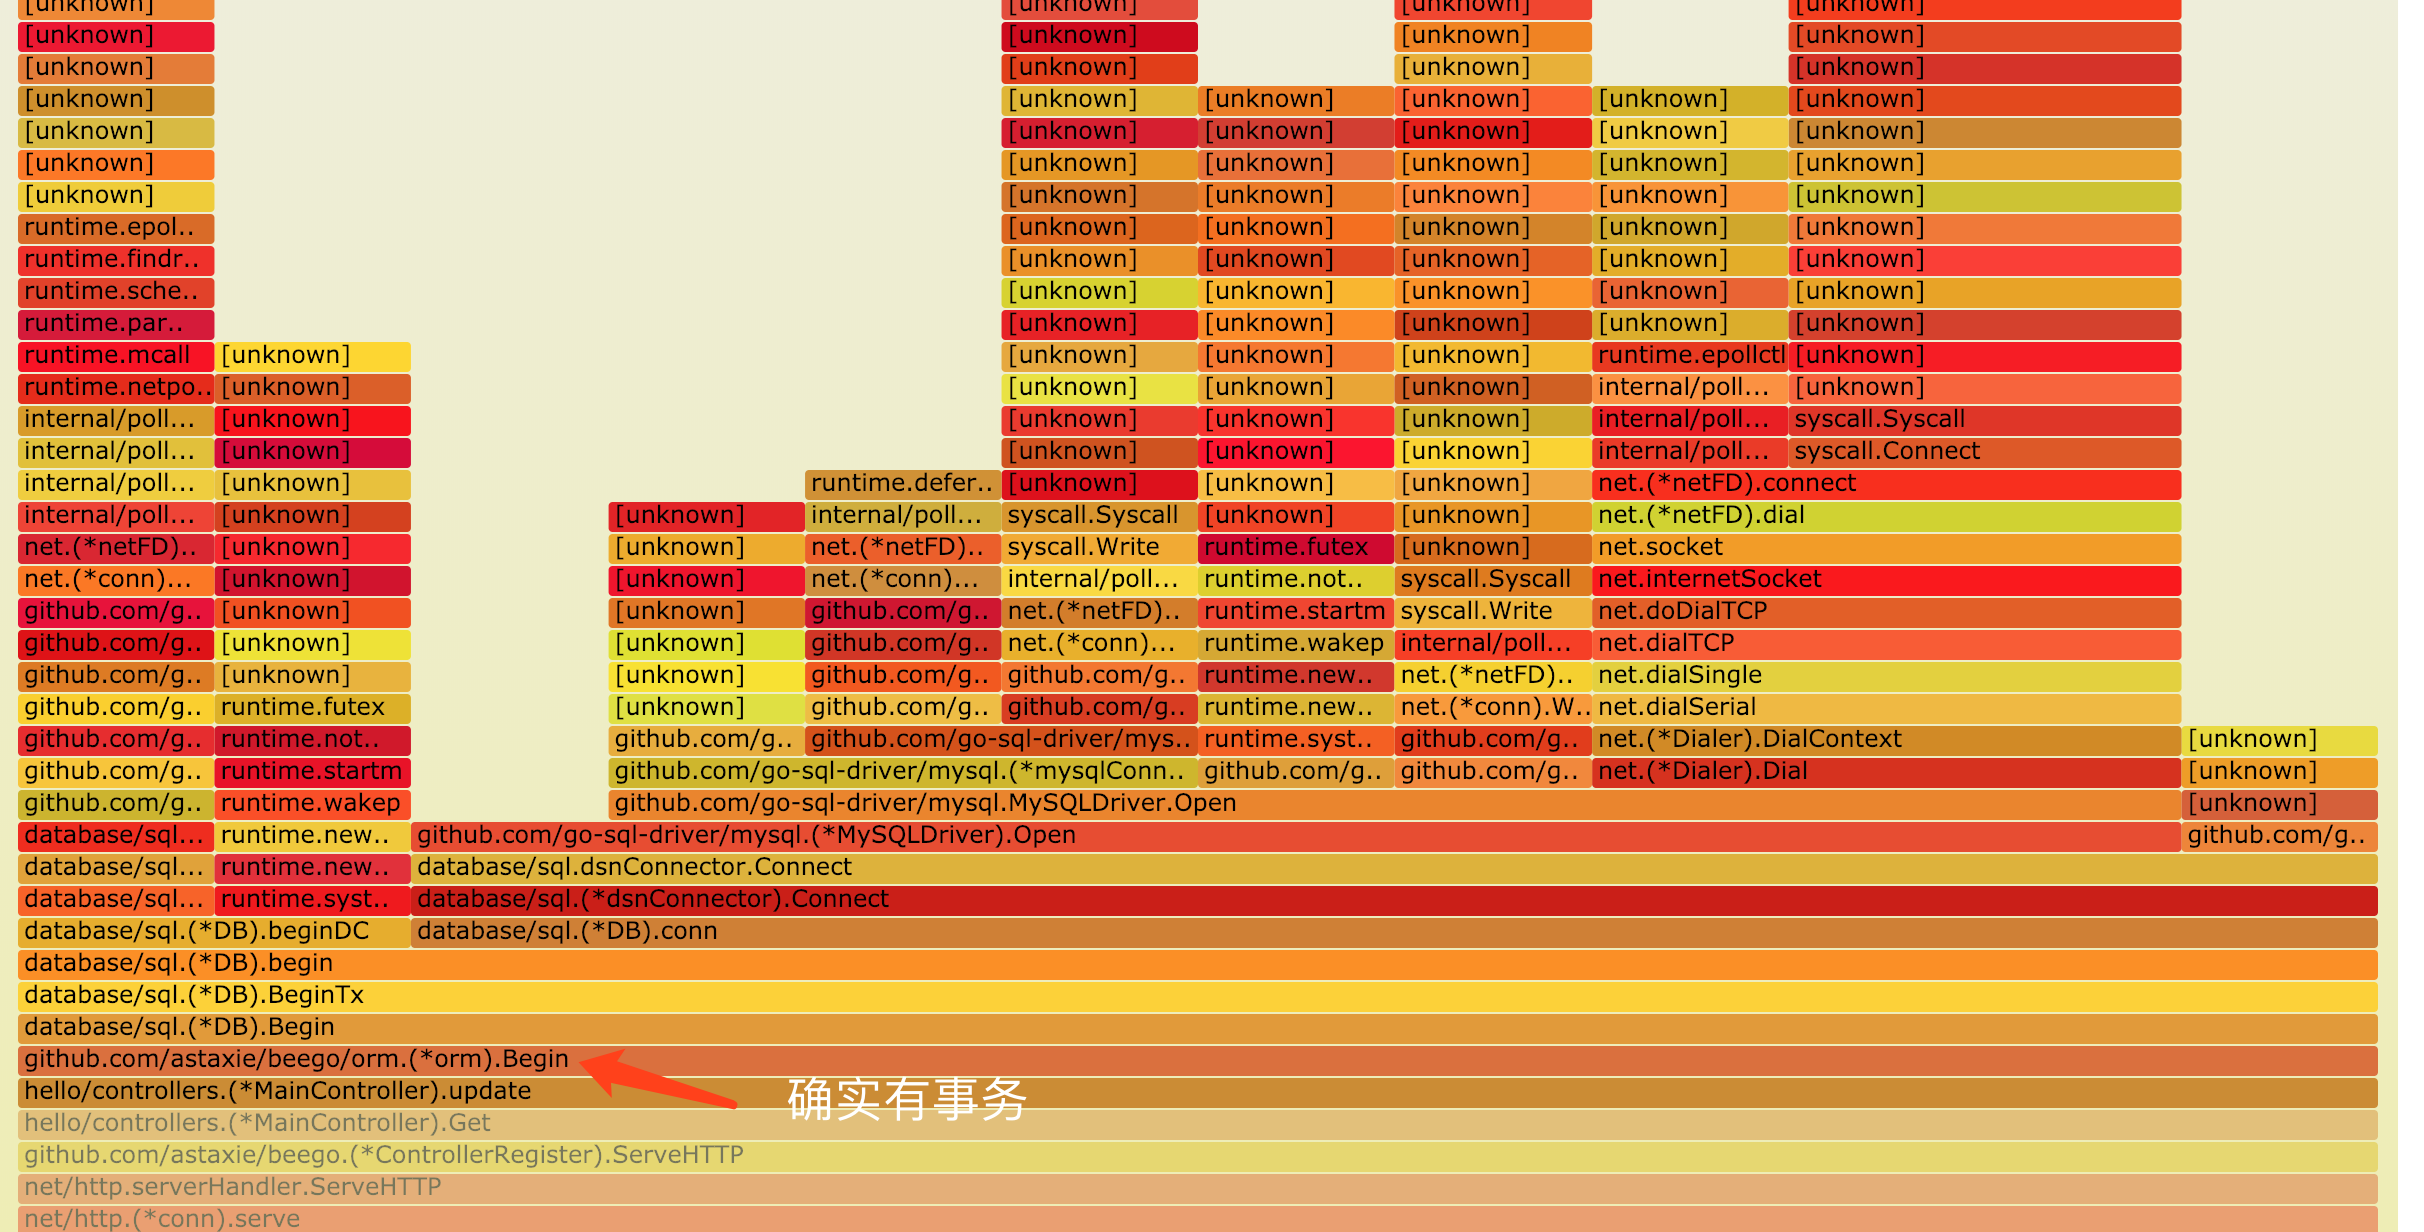 [unknown] [unknown] [unknown] [unknown]
[unknown] [unknown] [unknown] [unknown]
[unknown] [unknown] [unknown] [unknown]
[unknown] [unknown] [unknown] [unknown] [unknown] [unknown]
[unknown] [unknown] [unknown] [unknown] [unknown] [unknown]
[unknown] [unknown] [unknown] [unknown] [unknown] [unknown]
[unknown] [unknown] [unknown] [unknown] [unknown] [unknown]
runtime.epol.. [unknown] [unknown] [unknown] [unknown] [unknown]
runtime.findr.. [unknown] [unknown] [unknown] [unknown] [unknown]
runtime.sche.. [unknown] [unknown] [unknown] [unknown] [unknown]
runtime.par.. [unknown] [unknown] [unknown] [unknown] [unknown]
runtime.mcall [unknown] [unknown] [unknown] [unknown] runtime.epollctl [unknown]
runtime.netpo.. [unknown] [unknown] [unknown] [unknown] internal/poll... [unknown]
internal/poll... [unknown] [unknown] [unknown] [unknown] internal/poll... syscall.Syscall
internal/poll... [unknown] [unknown] [unknown] [unknown] internal/poll... syscall.Connect
internal/poll... [unknown] runtime.defer.. [unknown] [unknown] [unknown] net.(*netFD).connect
internal/poll... [unknown] [unknown] internal/poll... syscall.Syscall [unknown] [unknown] net.(*netFD).dial
net.(*netFD).. [unknown] [unknown] net.(*netFD).. syscall.Write runtime.futex [unknown] net.socket
net.(*conn)... [unknown] [unknown] net.(*conn)... internal/poll... runtime.not.. syscall.Syscall net.internetSocket
github.com/g.. [unknown] [unknown] github.com/g.. net.(*netFD).. runtime.startm syscall.Write net.doDialTCP
github.com/g.. [unknown] [unknown] github.com/g.. net.(*conn)... runtime.wakep internal/poll... net.dialTCP
github.com/g.. [unknown] [unknown] github.com/g.. github.com/g.. runtime.new.. net.(*netFD).. net.dialSingle
github.com/g.. runtime.futex [unknown] github.com/g.. github.com/g.. runtime.new.. net.(*conn).W.. net.dialSerial
github.com/g.. runtime.not.. github.com/g.. github.com/go-sql-driver/mys.. runtime.syst.. github.com/g.. net.(*Dialer).DialContext [unknown]
github.com/g.. runtime.startm github.com/go-sql-driver/mysql.(*mysqlConn.. github.com/g.. github.com/g.. net.(*Dialer).Dial [unknown]
github.com/g.. runtime.wakep github.com/go-sql-driver/mysql.MySQLDriver.Open [unknown]
database/sql... runtime.new.. github.com/go-sql-driver/mysql.(*MySQLDriver).Open github.com/g..
database/sql... runtime.new.. database/sql.dsnConnector.Connect
database/sql... runtime.syst.. database/sql.(*dsnConnector).Connect
database/sql.(*DB).beginDC database/sql.(*DB).conn
database/sql.(*DB).begin
database/sql.(*DB).BeginTx
database/sql.(*DB).Begin
github.com/astaxie/beego/orm.(*orm).Begin
hello/controllers.(*MainController).update
确实有事务
hello/controllers.(*MainController).Get
github.com/astaxie/beego.(*ControllerRegister).ServeHTTP
net/http.serverHandler.ServeHTTP
net/http.(*conn).serve